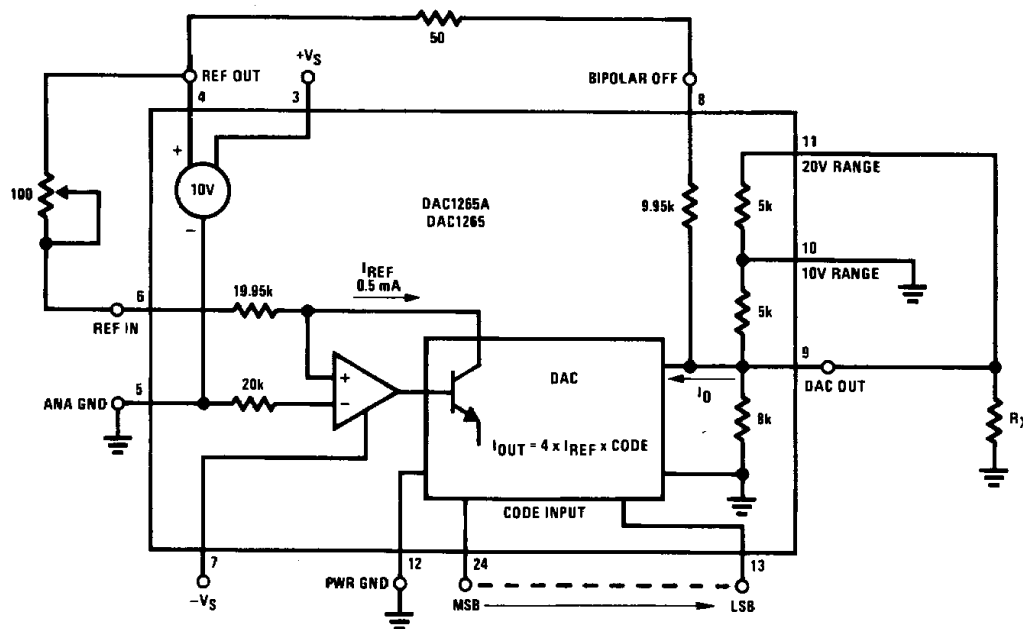 50
+VS
REF OUT
BIPOLAR OFF
4
3
8
11
20V RANGE
+
10V
−
100
DAC1265A
DAC1265
9.95k
5k
10
10V RANGE
IREF
0.5 mA
6
19.95k
REF IN
5k
9
DAC OUT
DAC
IO
5
ANA GND
20k
+
−
8k
IOUT = 4 x IREF x CODE
CODE INPUT
7
12
24
13
−VS
PWR GND
MSB
LSB